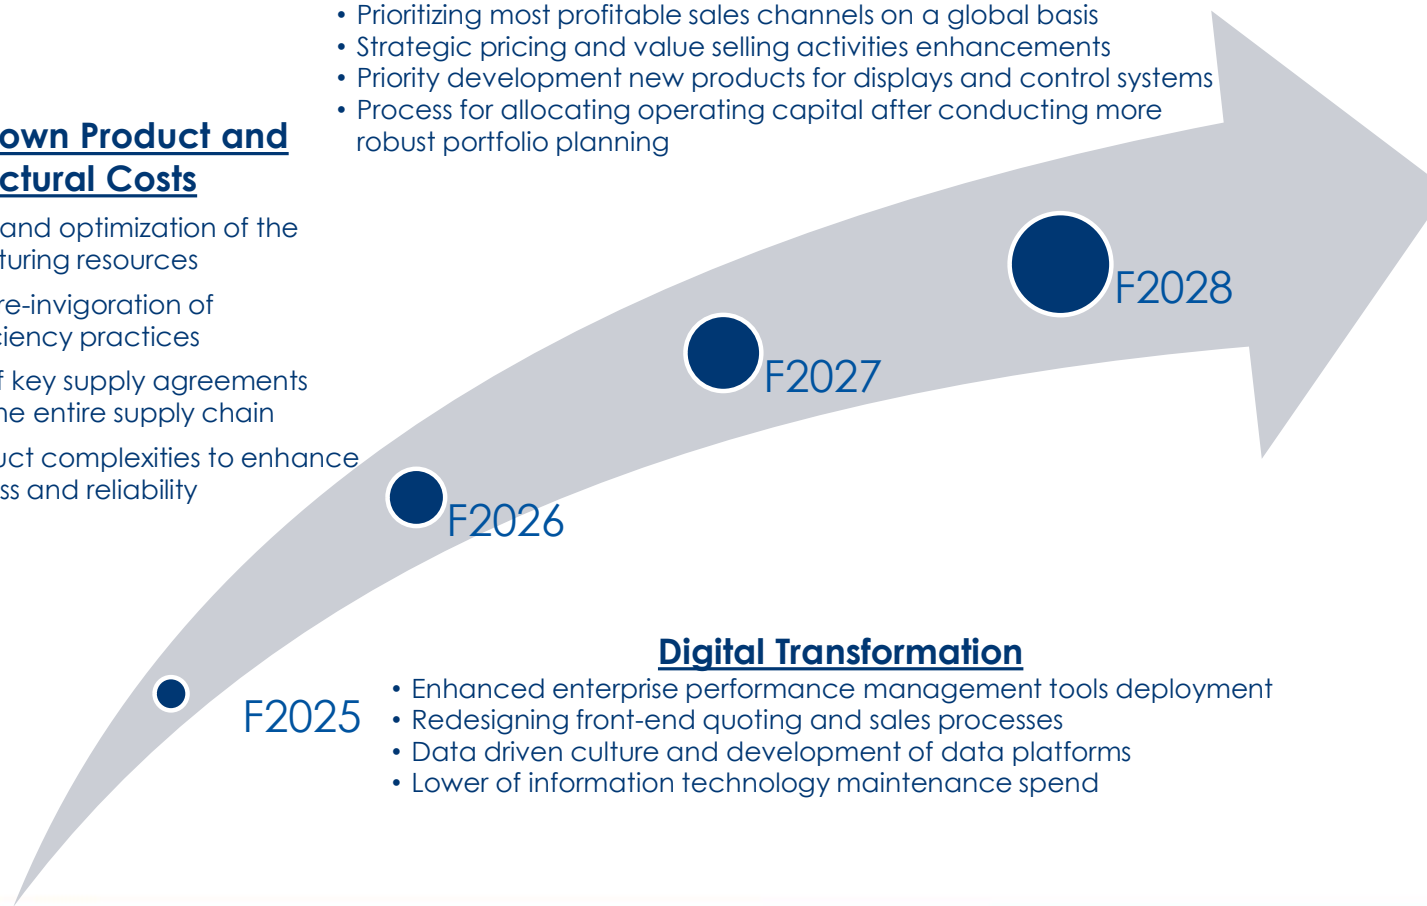 • Prioritizing most profitable sales channels on a global basis
• Strategic pricing and value selling activities enhancements
• Priority development new products for displays and control systems
• Process for allocating operating capital after conducting more
robust portfolio planning
own Product and
ctural Costs
and optimization of the
turing resources
re-invigoration of
ciency practices
f key supply agreements
ne entire supply chain
uct complexities to enhance
ss and reliability
F2028
F2027
F2026
F2025
Digital Transformation
• Enhanced enterprise performance management tools deployment
• Redesigning front-end quoting and sales processes
• Data driven culture and development of data platforms
• Lower of information technology maintenance spend